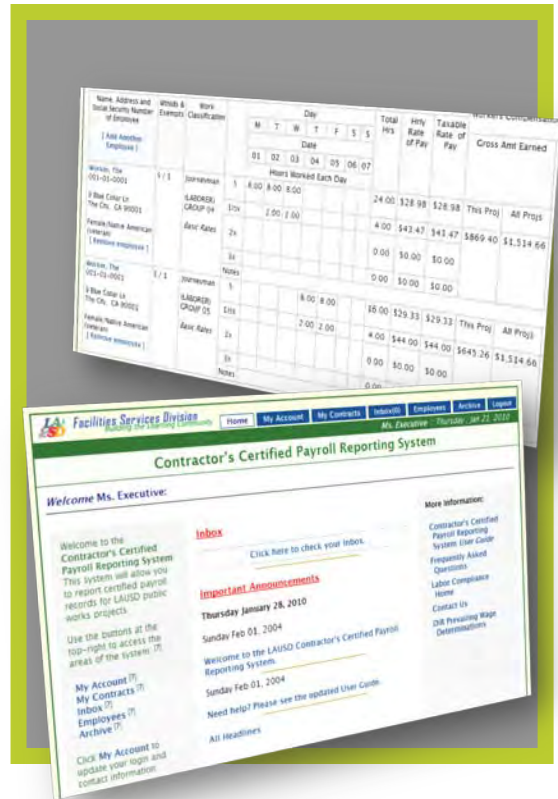 Name, Address and
Social Security Number
of Employee
[ Add Another
Employee ]
Witholds &
Exempts
Work
Classification
Day
M T W T F S S
Date
01 02 03 04 05 06 07
Hours Worked Each Day
Total
Hrs
Hrly
Rate
of Pay
Taxable
Rate of
Pay
Workers Compensation
Gross Amt Earned
Workin, The
001-01-0001
9 Blue Collar Ln
The City, CA 90001
Female/Native American
(veteran)
[ Remove employee ]
1 / 1
Journeyman
(LABORER)
GROUP 04
Basic Rates
S 8.00 8.00 8.00 24.00 $28.98 $28.98 This Proj All Projs
2.00 2.00 4.00 $43.47 $43.47 $869.40 $1,514.66
2x 0.00 $0.00 $0.00
3x 0.00 $0.00 $0.00
Notes
Workin, The
001-01-0001
9 Blue Collar Ln
The City, CA 90001
Female/Native American
(veteran)
[ Remove employee ]
1 / 1
Journeyman
(LABORER)
GROUP 05
Basic Rates
S 8.00 8.00 16.00 $29.33 $29.33 This Proj All Projs
2.00 2.00 4.00 $44.00 $44.00 $645.26 $1,514.66
2x 0.00 $0.00 $0.00
3x 0.00
Notes
LAUSD Facilities Services Division
Building the Learning Community
Home My Account My Contracts Inbox(0) Employees Archive Logout
Ms. Executive : Thursday , Jan 21, 2010
Contractor's Certified Payroll Reporting System
Welcome Ms. Executive:
Welcome to the
Contractor's Certified
Payroll Reporting System
This system will allow you
to report certified payroll
records for LAUSD public
works projects.
Use the buttons at the
top-right to access the
areas of the system. [?]
My Account [?]
My Contracts [?]
Inbox [?]
Employees [?]
Archive [?]
Click My Account to
update your login and
contact information
Inbox
Click here to check your Inbox.
Important Announcements
Thursday January 28, 2010
Sunday Feb 01, 2004
Welcome to the LAUSD Contractor's Certified Payroll
Reporting System.
Sunday Feb 01, 2004
Need help? Please see the updated User Guide.
All Headlines
More Information:
Contractor's Certified
Payroll Reporting
System User Guide
Frequently Asked
Questions
Labor Compliance
Home
Contact Us
DIR Prevailing Wage
Determinations